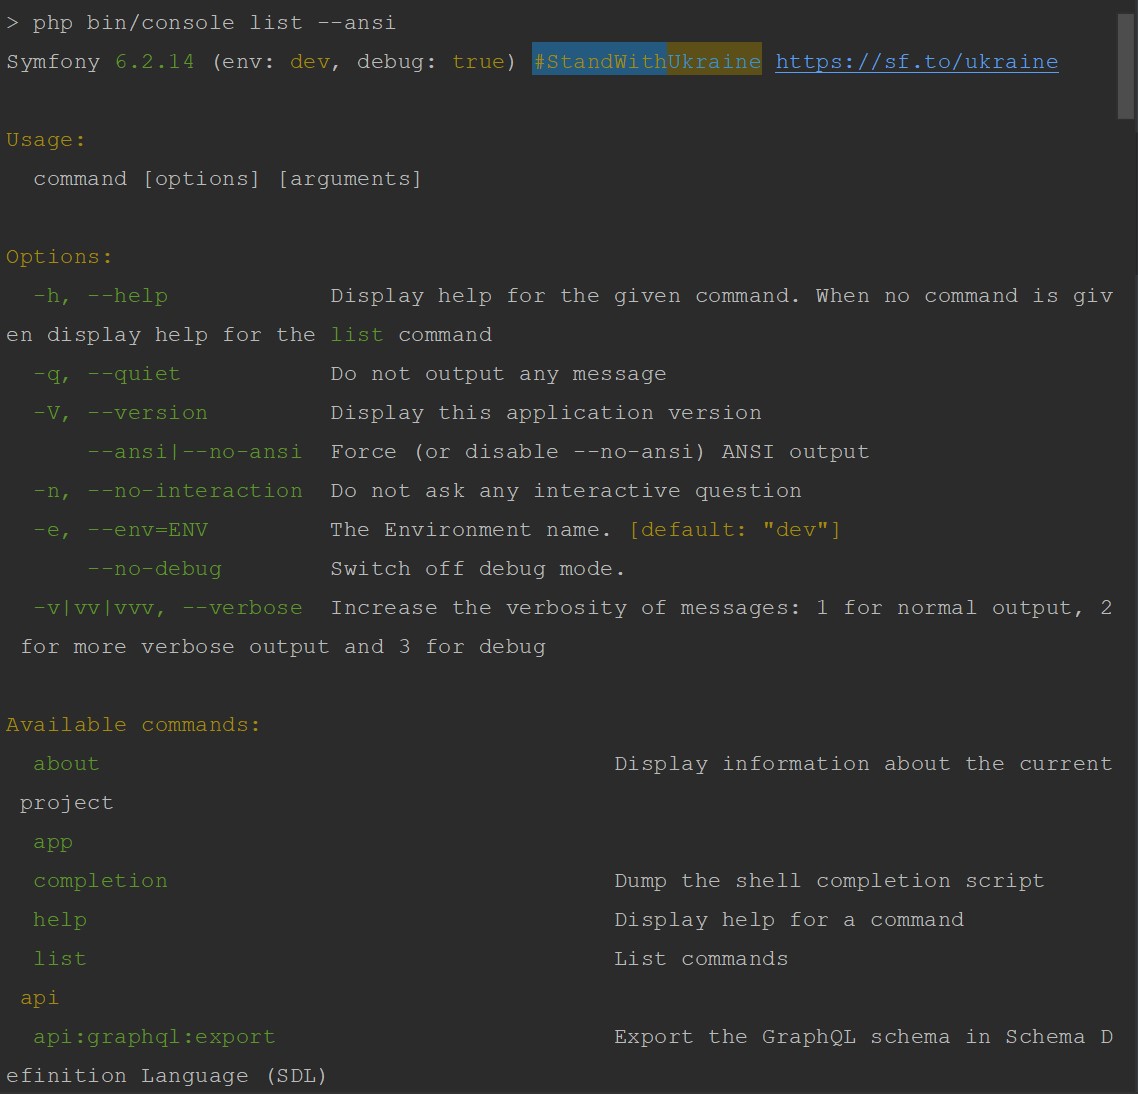 > php bin/console list --ansi
Symfony 6.2.14 (env: dev, debug: true) #StandWithUkraine https://sf.to/ukraine
Usage:
command [options] [arguments]
Options:
-h, --help Display help for the given command. When no command is giv
en display help for the list command
-q, --quiet Do not output any message
-V, --version Display this application version
--ansi|--no-ansi Force (or disable --no-ansi) ANSI output
-n, --no-interaction Do not ask any interactive question
-e, --env=ENV The Environment name. [default: "dev"]
--no-debug Switch off debug mode.
-v|vv|vvv, --verbose Increase the verbosity of messages: 1 for normal output, 2
for more verbose output and 3 for debug
Available commands:
about Display information about the current
project
app
completion Dump the shell completion script
help Display help for a command
list List commands
api
api:graphql:export Export the GraphQL schema in Schema D
efinition Language (SDL)